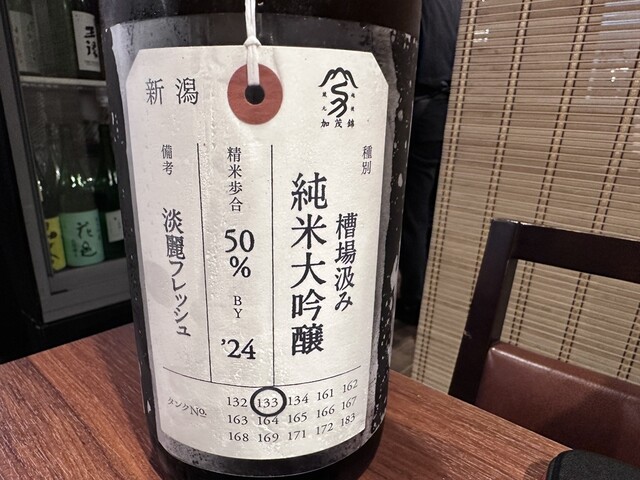 新潟
加茂錦
種別
槽場汲み
純米大吟醸
精米歩合
50
%
BY
'24
備考
淡麗フレッシュ
タンクNo.
132 133 134 161 162
163 164 165 166 167
168 169 171 172 183
花邑